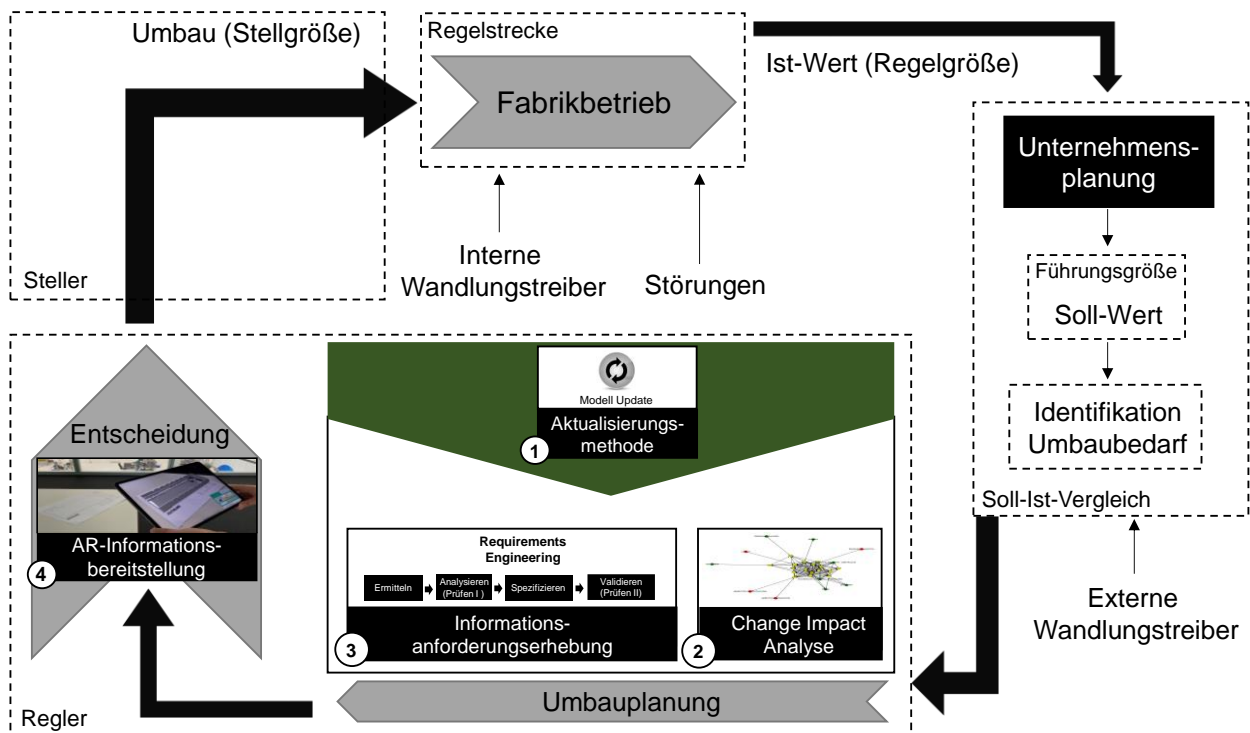 Umbau (Stellgröße)
Steller
Regelstrecke
Fabrikbetrieb
Interne
Wandlungstreiber
Störungen
Ist-Wert (Regelgröße)
Unternehmens-
planung
Führungsgröße
Soll-Wert
Identifikation
Umbaubedarf
Soll-Ist-Vergleich
Externe
Wandlungstreiber
Modell Update
Aktualisierungs-
methode
1
Entscheidung
AR-Informations-
bereitstellung
4
Requirements
Engineering
Ermitteln
Analysieren
(Prüfen I )
Spezifizieren
Validieren
(Prüfen II)
Informations-
anforderungserhebung
3
Change Impact
Analyse
2
Umbauplanung
Regler